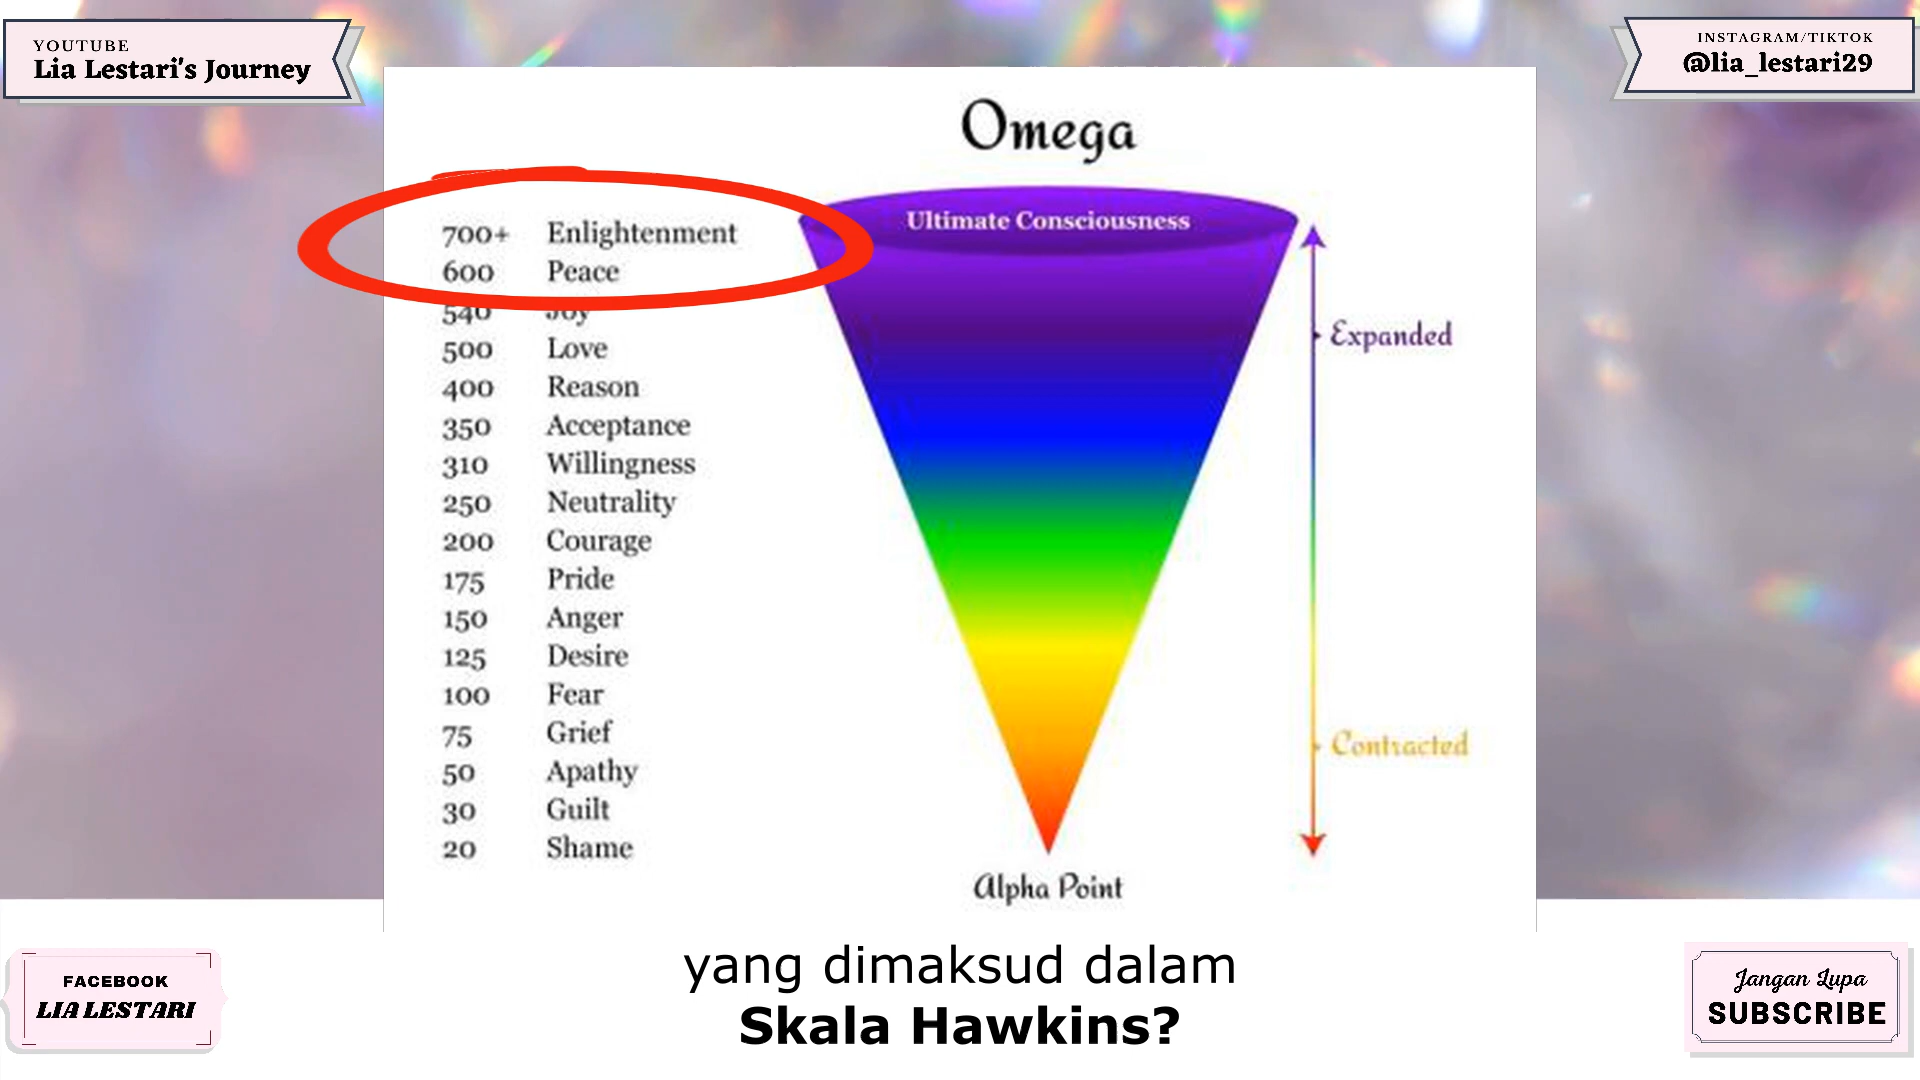 YOUTUBE
Lia Lestari's Journey
INSTAGRAM/TIKTOK
@lia_lestari29
Omega
Ultimate Consciousness
700+ Enlightenment
600 Peace
540 Joy
500 Love
400 Reason
350 Acceptance
310 Willingness
250 Neutrality
200 Courage
175 Pride
150 Anger
125 Desire
100 Fear
75 Grief
50 Apathy
30 Guilt
20 Shame
Expanded
Contracted
Alpha Point
yang dimaksud dalam
Skala Hawkins?
FACEBOOK
LIA LESTARI
Jangan Lupa
SUBSCRIBE